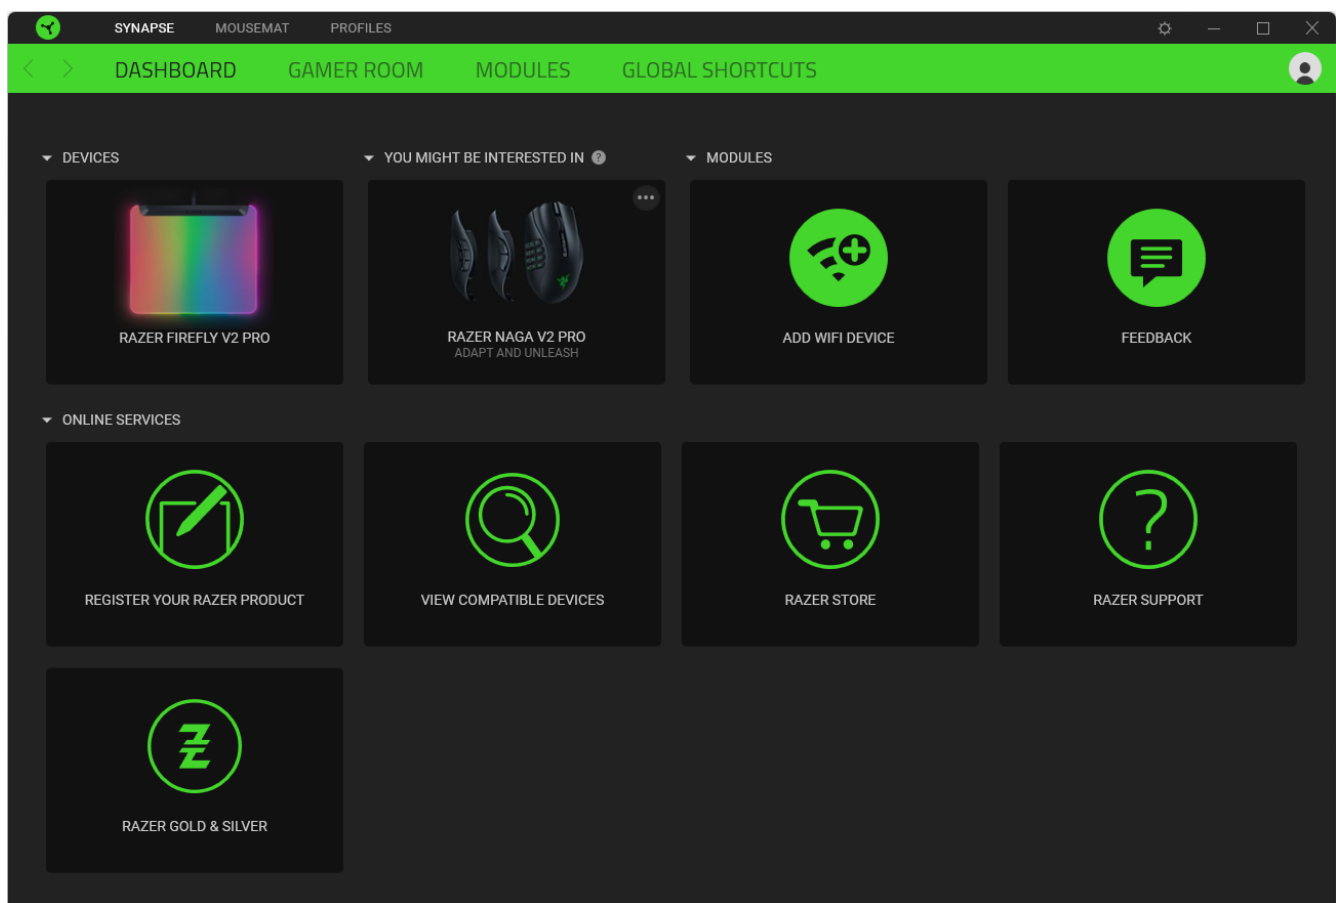 SYNAPSE MOUSEMAT PROFILES
DASHBOARD GAMER ROOM MODULES GLOBAL SHORTCUTS
DEVICES
YOU MIGHT BE INTERESTED IN ?
MODULES
RAZER FIREFLY V2 PRO
RAZER NAGA V2 PRO
ADAPT AND UNLEASH
ADD WIFI DEVICE
FEEDBACK
ONLINE SERVICES
REGISTER YOUR RAZER PRODUCT
VIEW COMPATIBLE DEVICES
RAZER STORE
?
RAZER SUPPORT
RAZER GOLD & SILVER